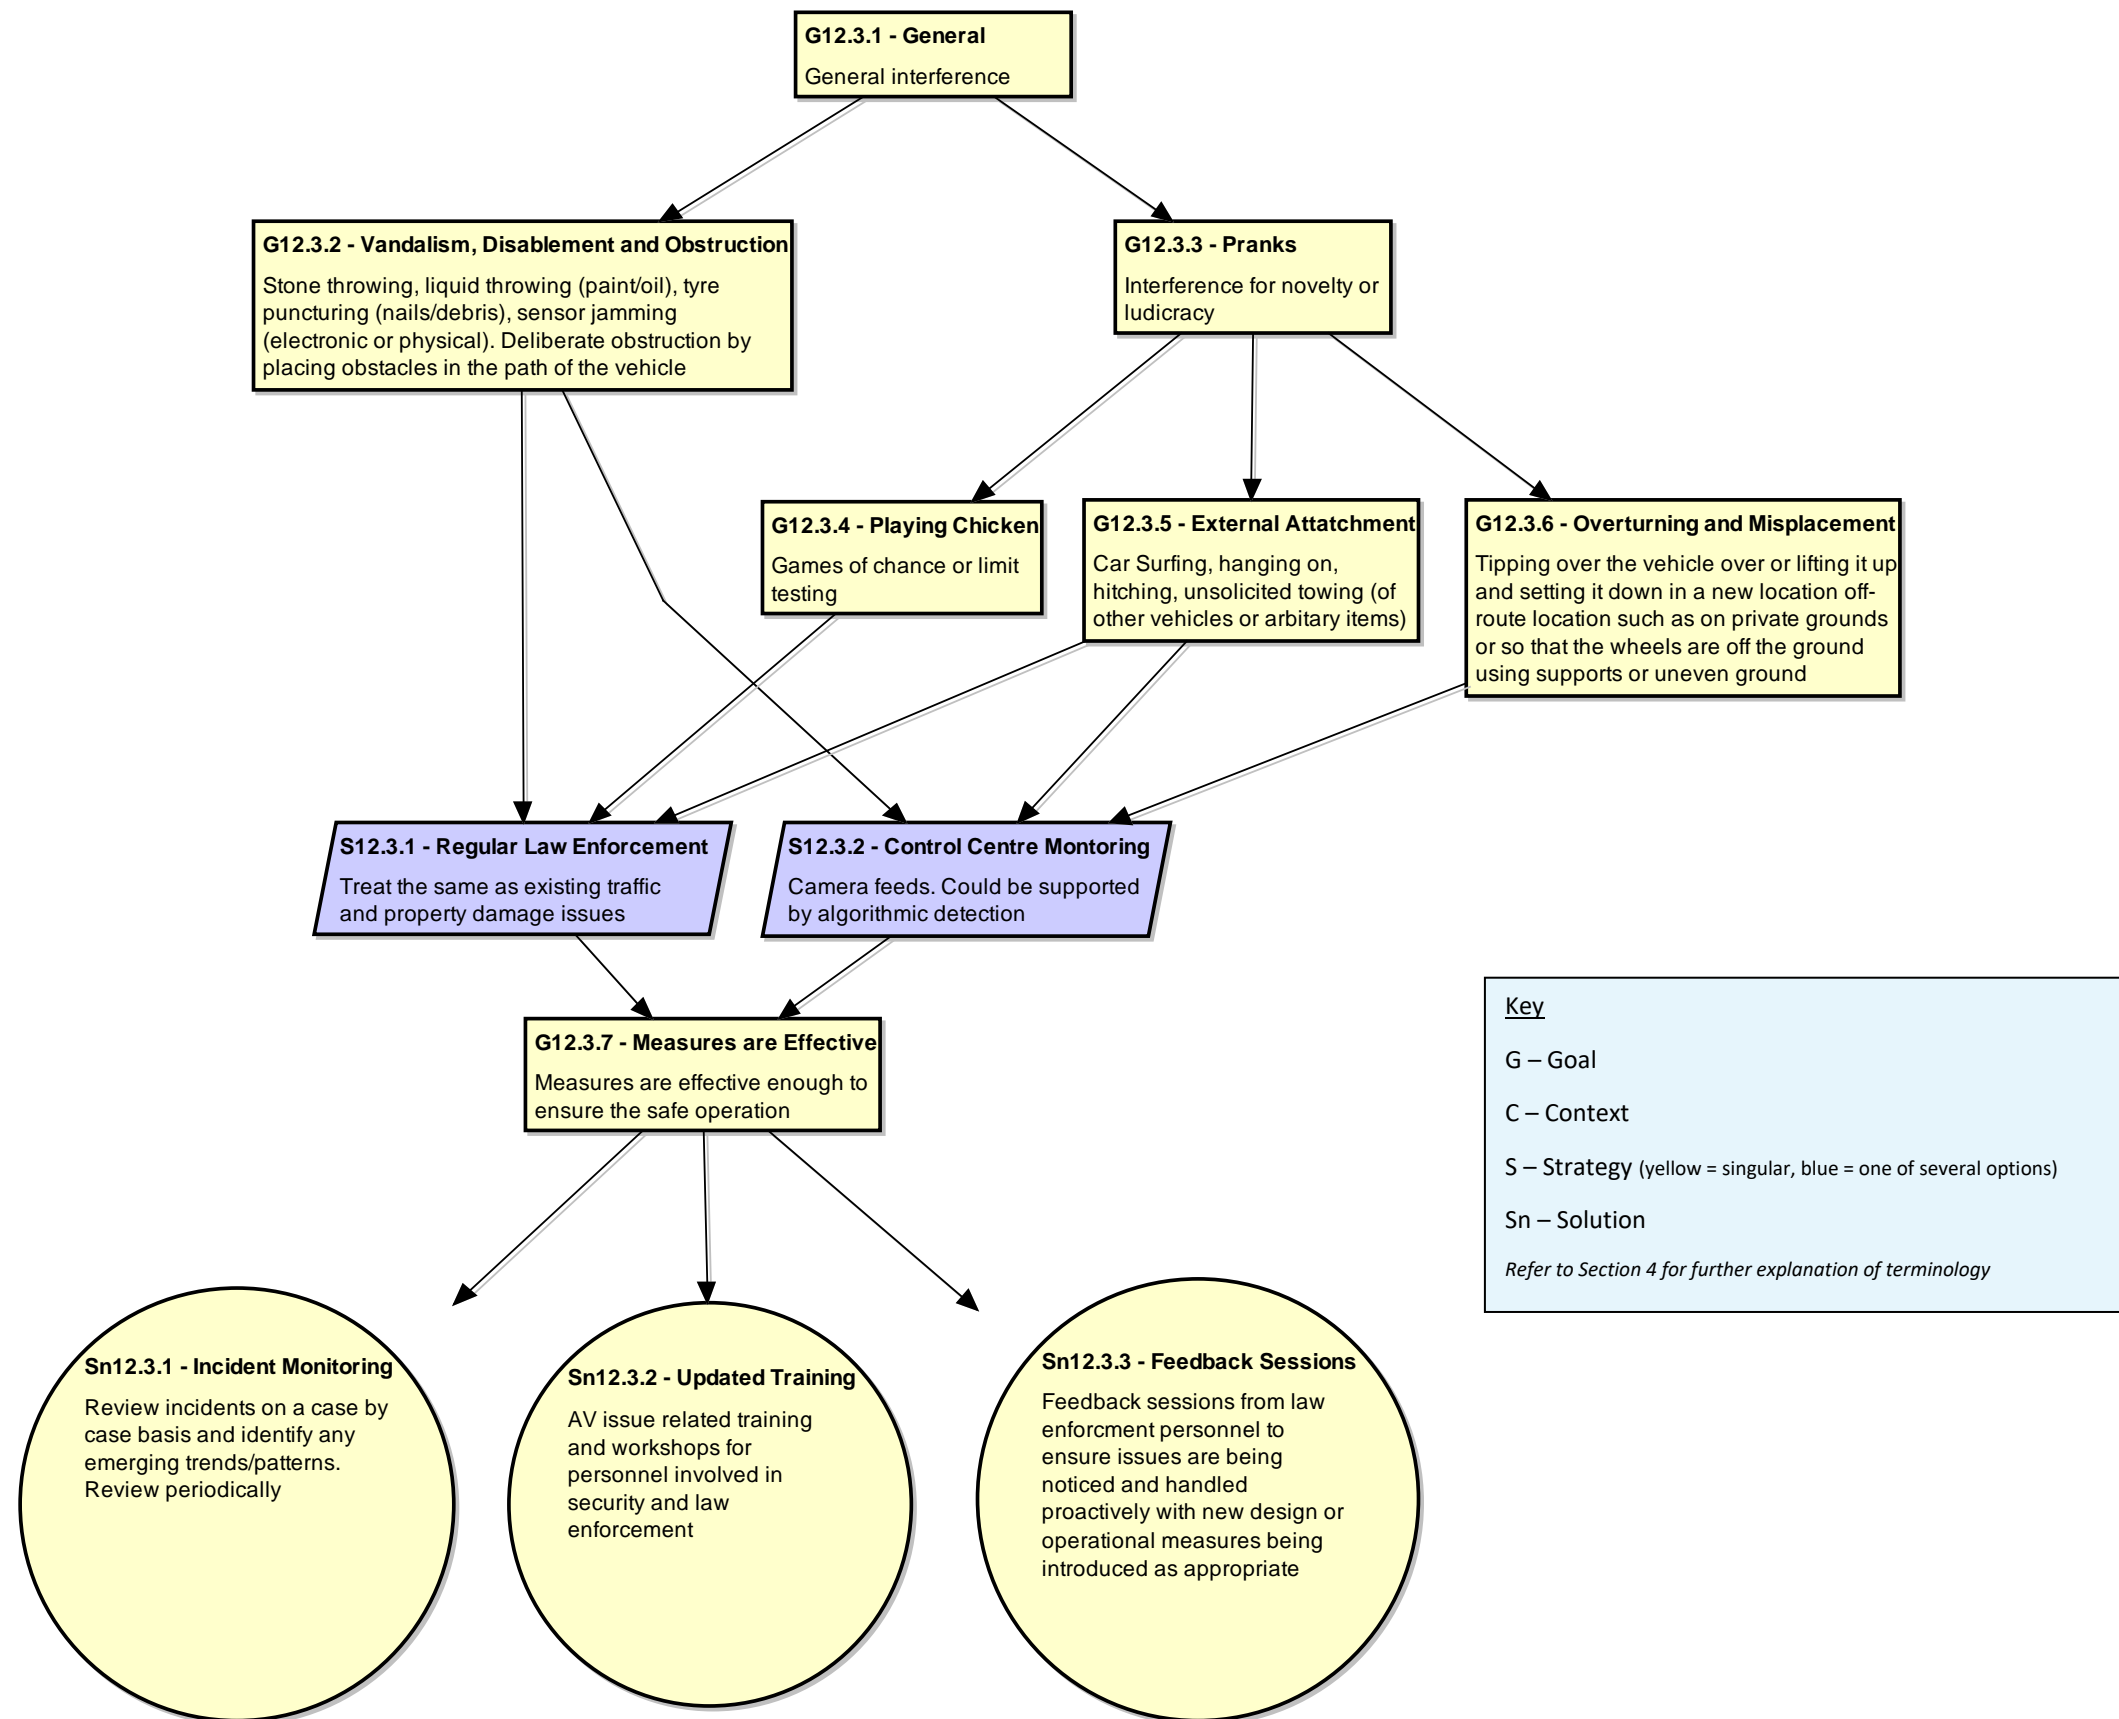 G12.3.1 - General
General interference
G12.3.2 - Vandalism, Disablement and Obstruction
Stone throwing, liquid throwing (paint/oil), tyre
puncturing (nails/debris), sensor jamming
(electronic or physical). Deliberate obstruction by
placing obstacles in the path of the vehicle
G12.3.3 - Pranks
Interference for novelty or
ludicracy
G12.3.4 - Playing Chicken
Games of chance or limit
testing
G12.3.5 - External Attatchment
Car Surfing, hanging on,
hitching, unsolicited towing (of
other vehicles or arbitary items)
G12.3.6 - Overturning and Misplacement
Tipping over the vehicle over or lifting it up
and setting it down in a new location off-
route location such as on private grounds
or so that the wheels are off the ground
using supports or uneven ground
S12.3.1 - Regular Law Enforcement
Treat the same as existing traffic
and property damage issues
S12.3.2 - Control Centre Montoring
Camera feeds. Could be supported
by algorithmic detection
G12.3.7 - Measures are Effective
Measures are effective enough to
ensure the safe operation
Key
G – Goal
C – Context
S – Strategy (yellow = singular, blue = one of several options)
Sn – Solution
Refer to Section 4 for further explanation of terminology
Sn12.3.1 - Incident Monitoring
Review incidents on a case by
case basis and identify any
emerging trends/patterns.
Review periodically
Sn12.3.2 - Updated Training
AV issue related training
and workshops for
personnel involved in
security and law
enforcement
Sn12.3.3 - Feedback Sessions
Feedback sessions from law
enforcment personnel to
ensure issues are being
noticed and handled
proactively with new design or
operational measures being
introduced as appropriate